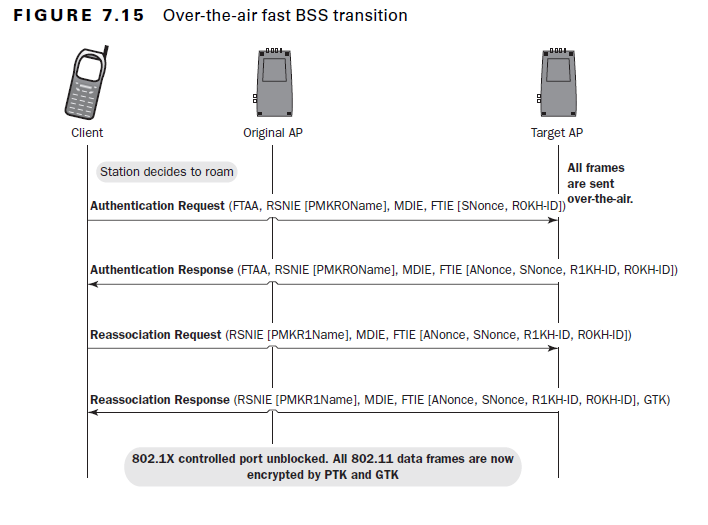 FIGURE 7.15 Over-the-air fast BSS transition
Client
Original AP
Target AP
Station decides to roam
All frames
are sent
over-the-air.
Authentication Request (FTAA, RSNIE [PMKR0Name], MDIE, FTIE [SNonce, R0KH-ID])
Authentication Response (FTAA, RSNIE [PMKR0Name], MDIE, FTIE [ANonce, SNonce, R1KH-ID, R0KH-ID])
Reassociation Request (RSNIE [PMKR1Name], MDIE, FTIE [ANonce, SNonce, R1KH-ID, R0KH-ID])
Reassociation Response (RSNIE [PMKR1Name], MDIE, FTIE [ANonce, SNonce, R1KH-ID, R0KH-ID], GTK)
802.1X controlled port unblocked. All 802.11 data frames are now
encrypted by PTK and GTK